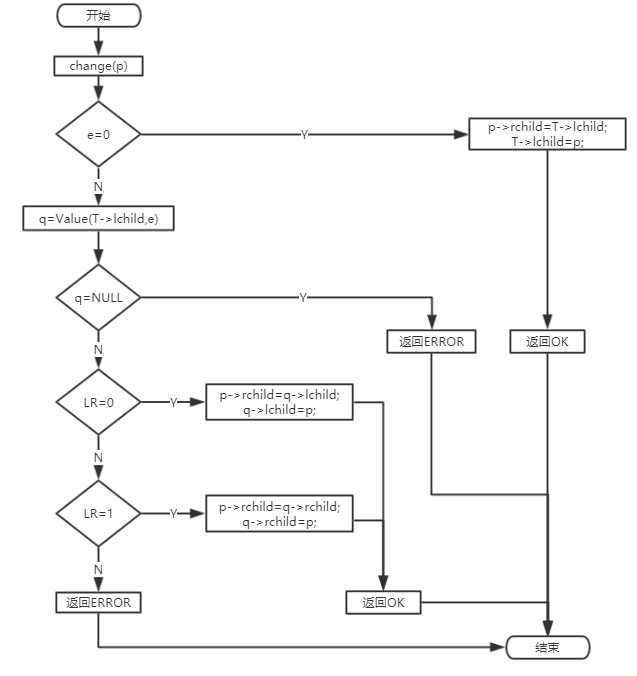 开始
change(p)
e=0
Y
p->rchild=T->lchild;
T->lchild=p;
N
q=Value(T->lchild,e)
q=NULL
Y
返回ERROR
返回OK
N
LR=0
Y
p->rchild=q->lchild;
q->lchild=p;
N
LR=1
Y
p->rchild=q->rchild;
q->rchild=p;
N
返回ERROR
返回OK
结束